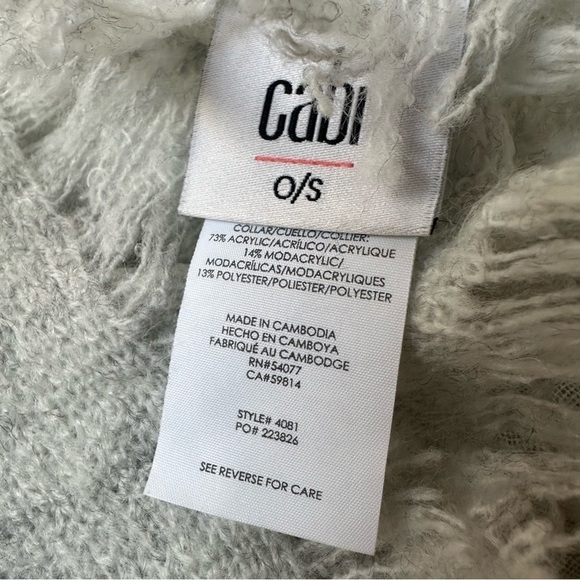 cabi
O/S
COLLAR/CUELLO/COLLIER:
73% ACRYLIC/ACRÍLICO/ACRYLIQUE
14% MODACRYLIC/
MODACRÍLICAS/MODACRYLIQUES
13% POLYESTER/POLIESTER/POLYESTER
MADE IN CAMBODIA
HECHO EN CAMBOYA
FABRIQUÉ AU CAMBODGE
RN#54077
CA#59814
STYLE# 4081
PO# 223826
SEE REVERSE FOR CARE